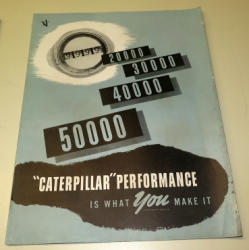 20000
30000
40000
50000
"CATERPILLAR" PERFORMANCE
IS WHAT You MAKE IT